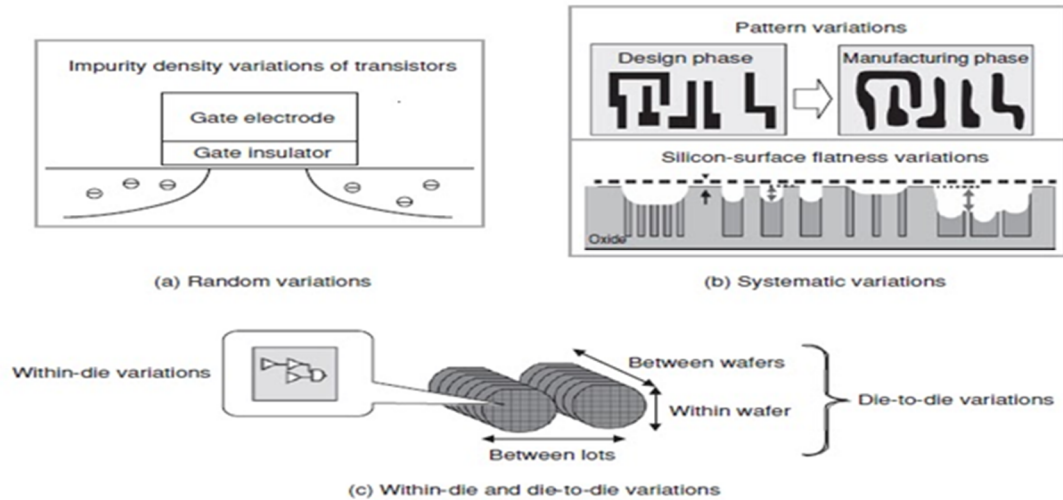 Impurity density variations of transistors
Gate electrode
Gate insulator
(a) Random variations
Pattern variations
Design phase
Manufacturing phase
Silicon-surface flatness variations
Oxide
(b) Systematic variations
Within-die variations
Between wafers
Within wafer
Between lots
Die-to-die variations
(c) Within-die and die-to-die variations